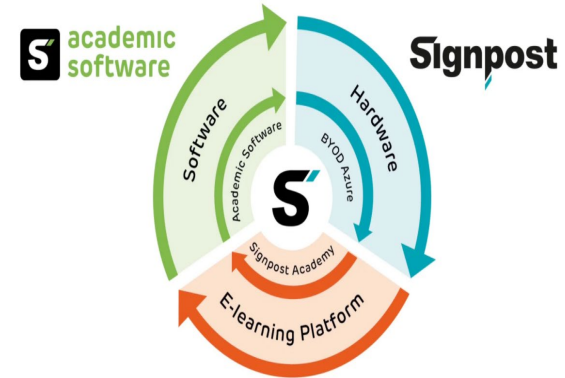 academic
software
Signpost
Software
Academic Software
Hardware
BYOD Azure
Signpost Academy
E-learning Platform